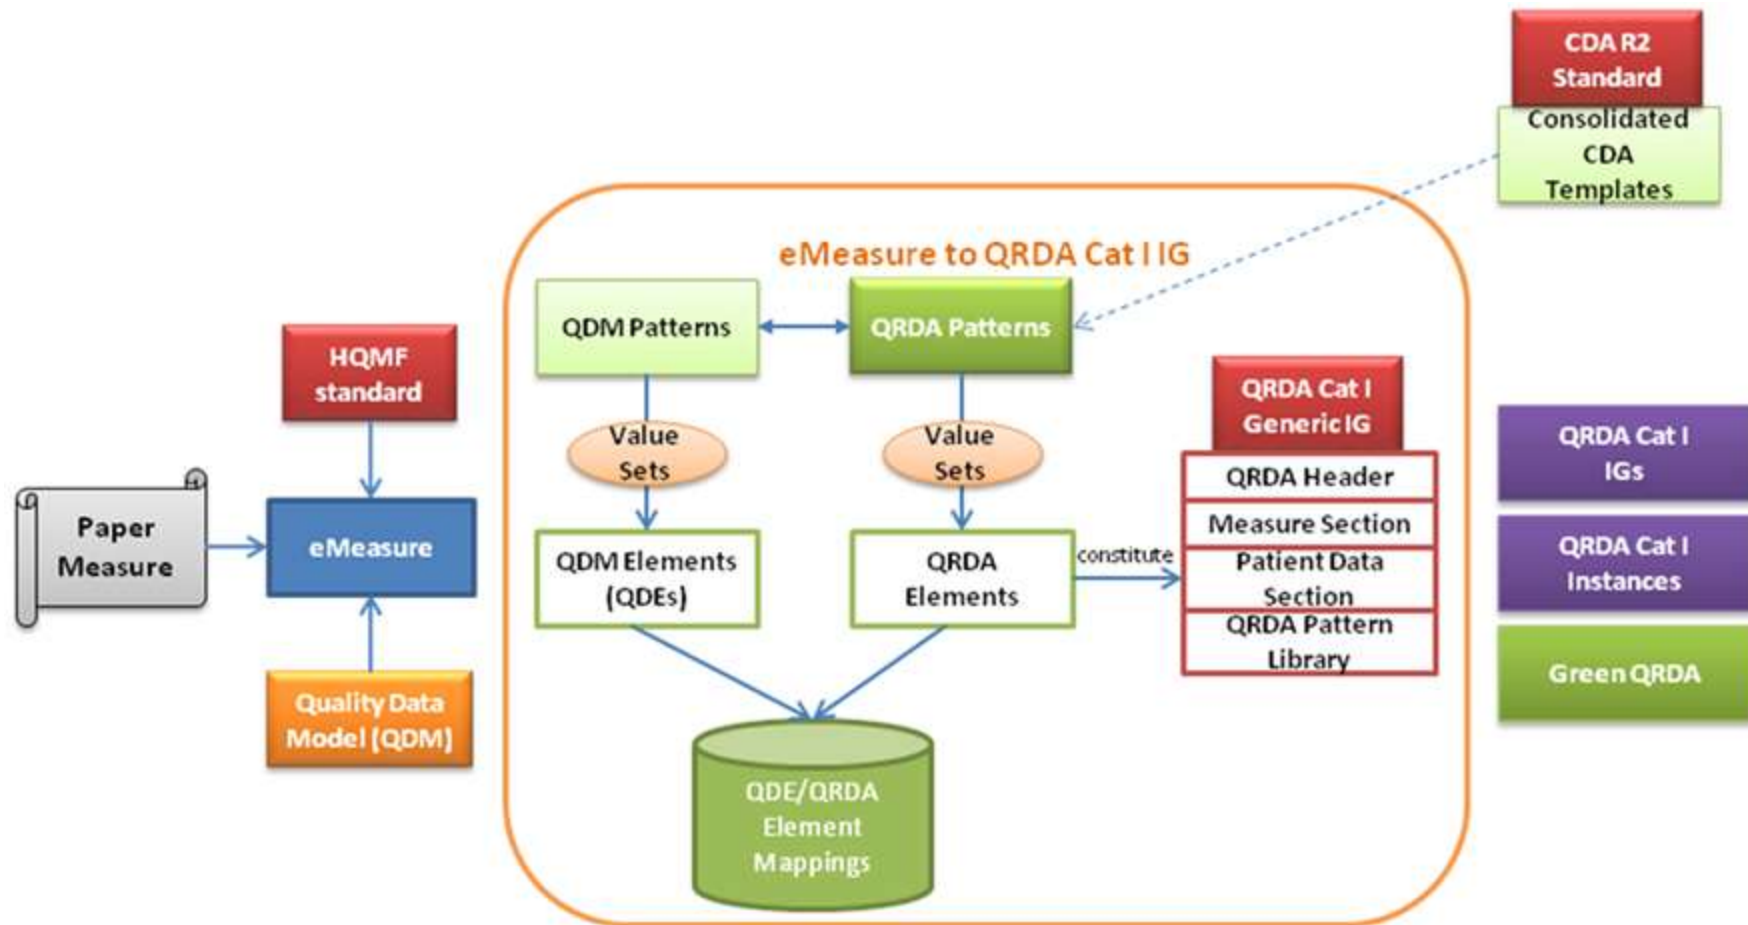 CDA R2
Standard
Consolidated
CDA
Templates
eMeasure to QRDA Cat I IG
QDM Patterns
QRDA Patterns
HQMF
standard
QRDA Cat I
Generic IG
Value
Sets
Value
Sets
QRDA Header
Measure Section
Patient Data
Section
QRDA Pattern
Library
QRDA Cat I
IGs
QRDA Cat I
Instances
Green QRDA
Paper
Measure
eMeasure
QDM Elements
(QDEs)
QRDA
Elements
constitute
Quality Data
Model (QDM)
QDE/QRDA
Element
Mappings